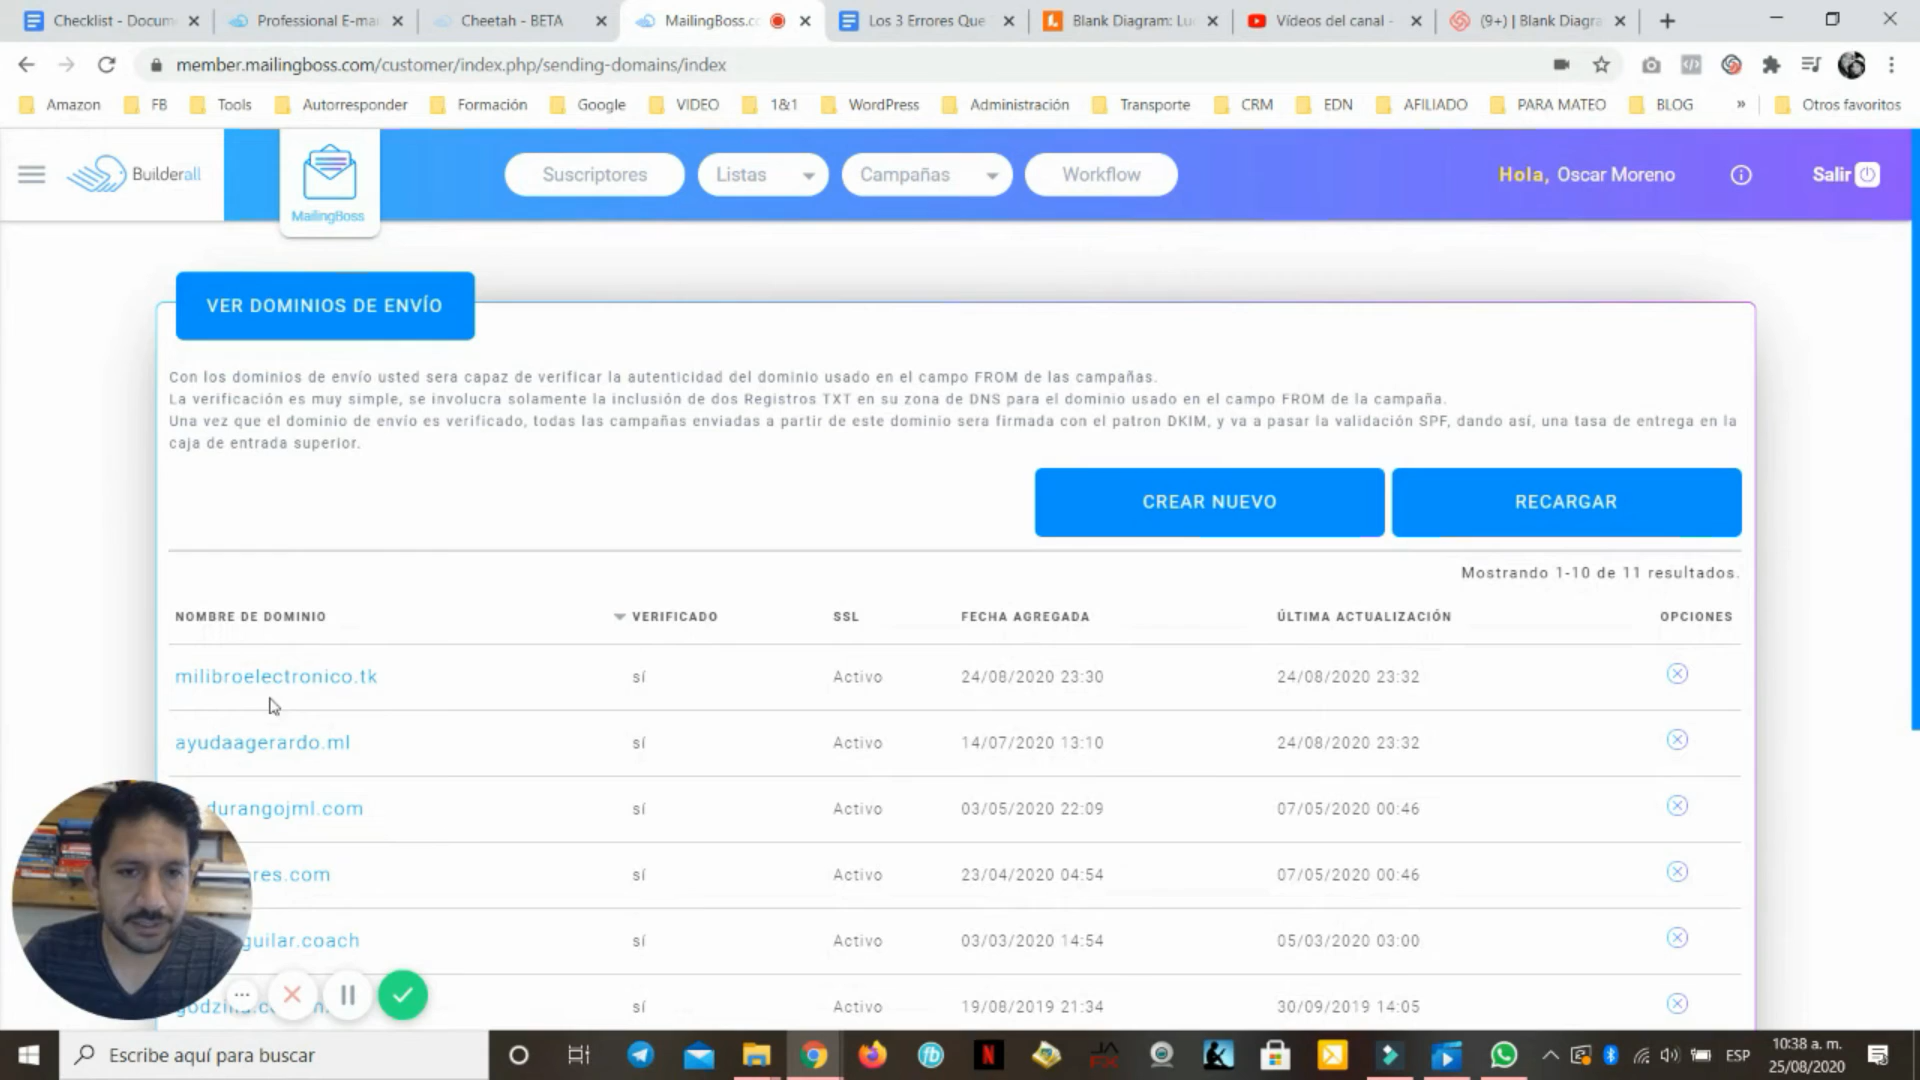 Checklist - Docum
Professional E-ma
Cheetah - BETA
MailingBoss.c
Los 3 Errores Que
Blank Diagram: Lu
Vídeos del canal -
(9+) | Blank Diagra
member.mailingboss.com/customer/index.php/sending-domains/index
Amazon
FB
Tools
Autorresponder
Formación
Google
VIDEO
1&1
WordPress
Administración
Transporte
CRM
EDN
AFILIADO
PARA MATEO
BLOG
»
Otros favoritos
Builderall
MailingBoss
Suscriptores
Listas
Campañas
Workflow
Hola, Oscar Moreno
Salir
VER DOMINIOS DE ENVÍO
Con los dominios de envío usted sera capaz de verificar la autenticidad del dominio usado en el campo FROM de las campañas.
La verificación es muy simple, se involucra solamente la inclusión de dos Registros TXT en su zona de DNS para el dominio usado en el campo FROM de la campaña.
Una vez que el dominio de envío es verificado, todas las campañas enviadas a partir de este dominio sera firmada con el patron DKIM, y va a pasar la validación SPF, dando así, una tasa de entrega en la
caja de entrada superior.
CREAR NUEVO
RECARGAR
Mostrando 1-10 de 11 resultados.
NOMBRE DE DOMINIO VERIFICADO SSL FECHA AGREGADA ÚLTIMA ACTUALIZACIÓN OPCIONES
milibroelectronico.tk sí Activo 24/08/2020 23:30 24/08/2020 23:32
ayudaagerardo.ml sí Activo 14/07/2020 13:10 24/08/2020 23:32
durangojml.com sí Activo 03/05/2020 22:09 07/05/2020 00:46
res.com sí Activo 23/04/2020 04:54 07/05/2020 00:46
guilar.coach sí Activo 03/03/2020 14:54 05/03/2020 03:00
sí Activo 19/08/2019 21:34 30/09/2019 14:05
Escribe aquí para buscar
ESP
10:38 a. m.
25/08/2020